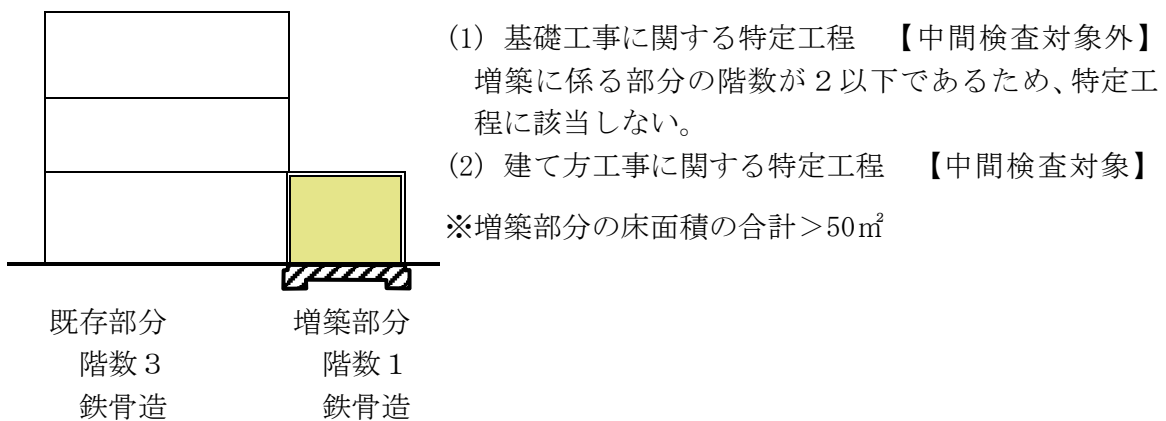 (1) 基礎工事に関する特定工程　【中間検査対象外】
増築に係る部分の階数が２以下であるため、特定工
程に該当しない。
(2) 建て方工事に関する特定工程　【中間検査対象】
※増築部分の床面積の合計＞50㎡
既存部分　増築部分
階数３　階数１
鉄骨造　鉄骨造